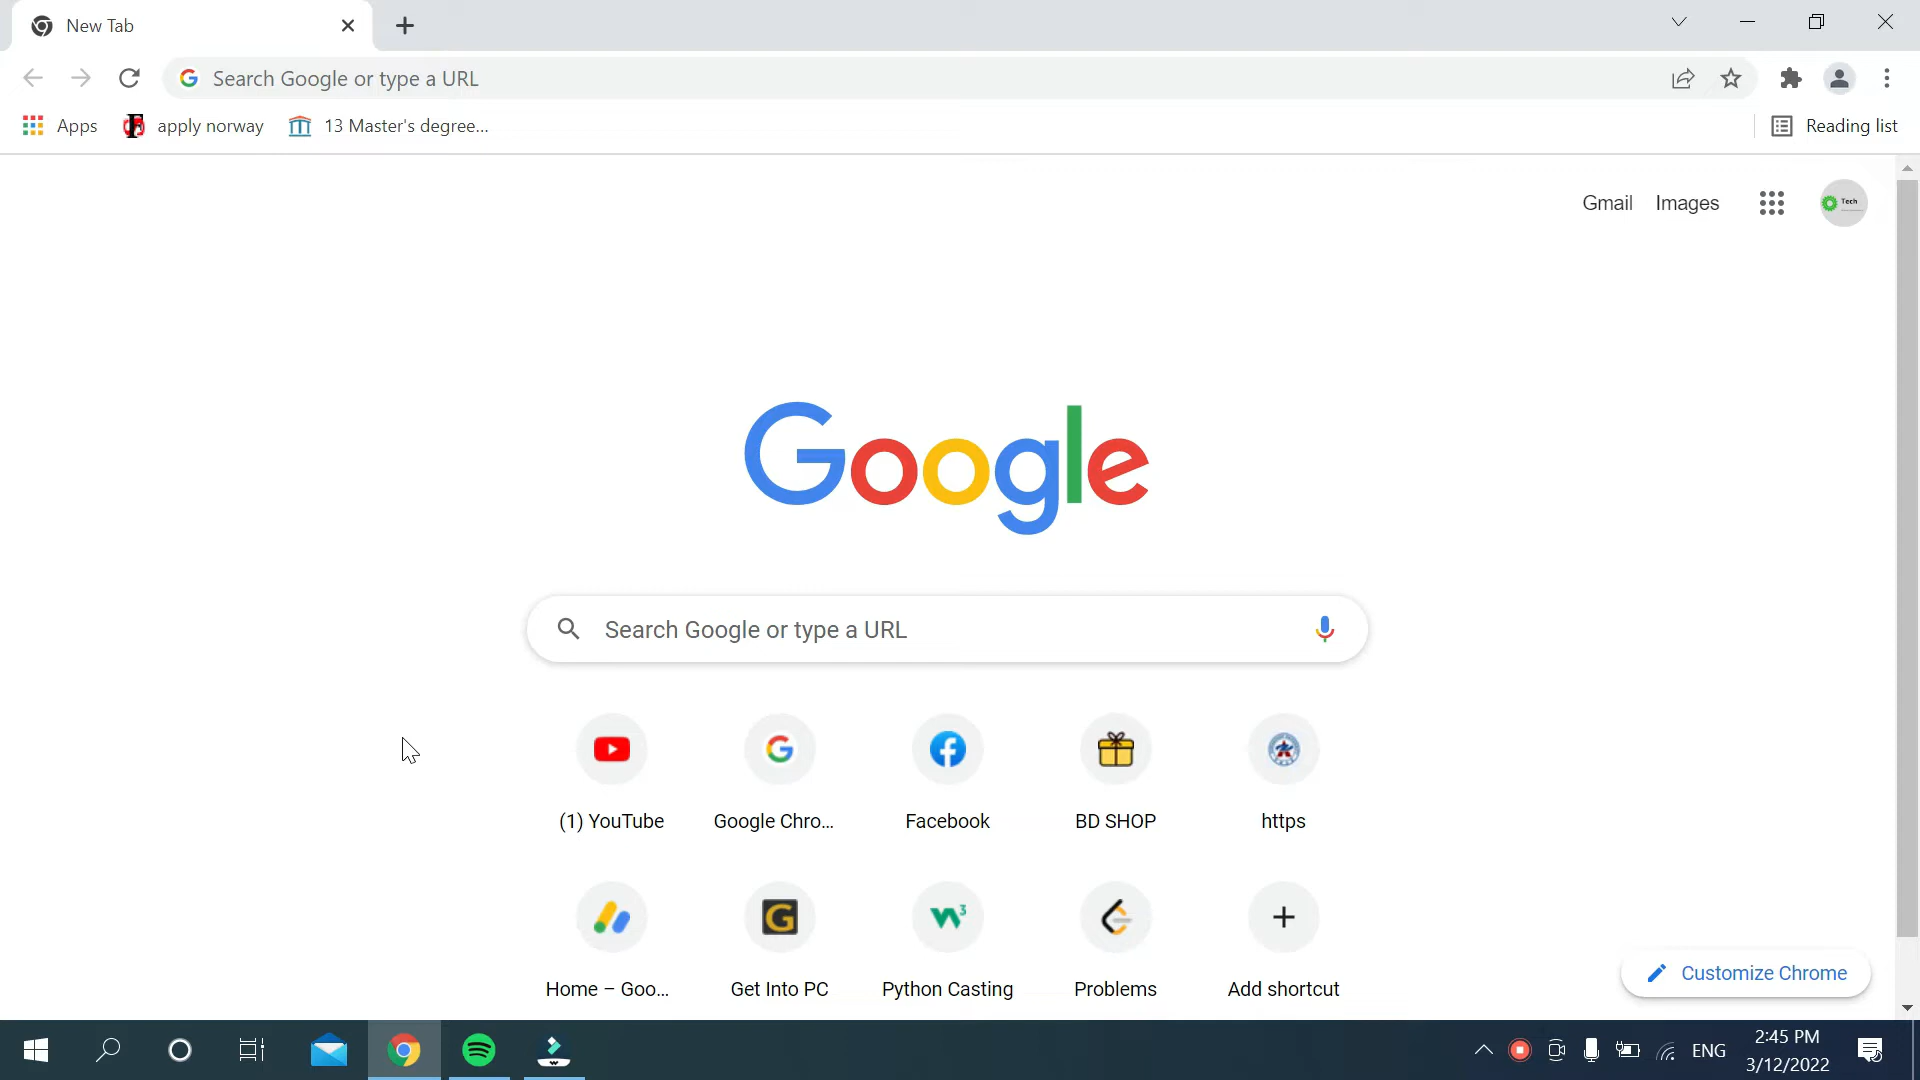 New Tab
Search Google or type a URL
Apps
apply norway
13 Master's degree...
Reading list
Gmail
Images
Tech
Google
Search Google or type a URL
(1) YouTube
Google Chro...
Facebook
BD SHOP
https
Home – Goo...
Get Into PC
Python Casting
Problems
Add shortcut
Customize Chrome
ENG
2:45 PM
3/12/2022